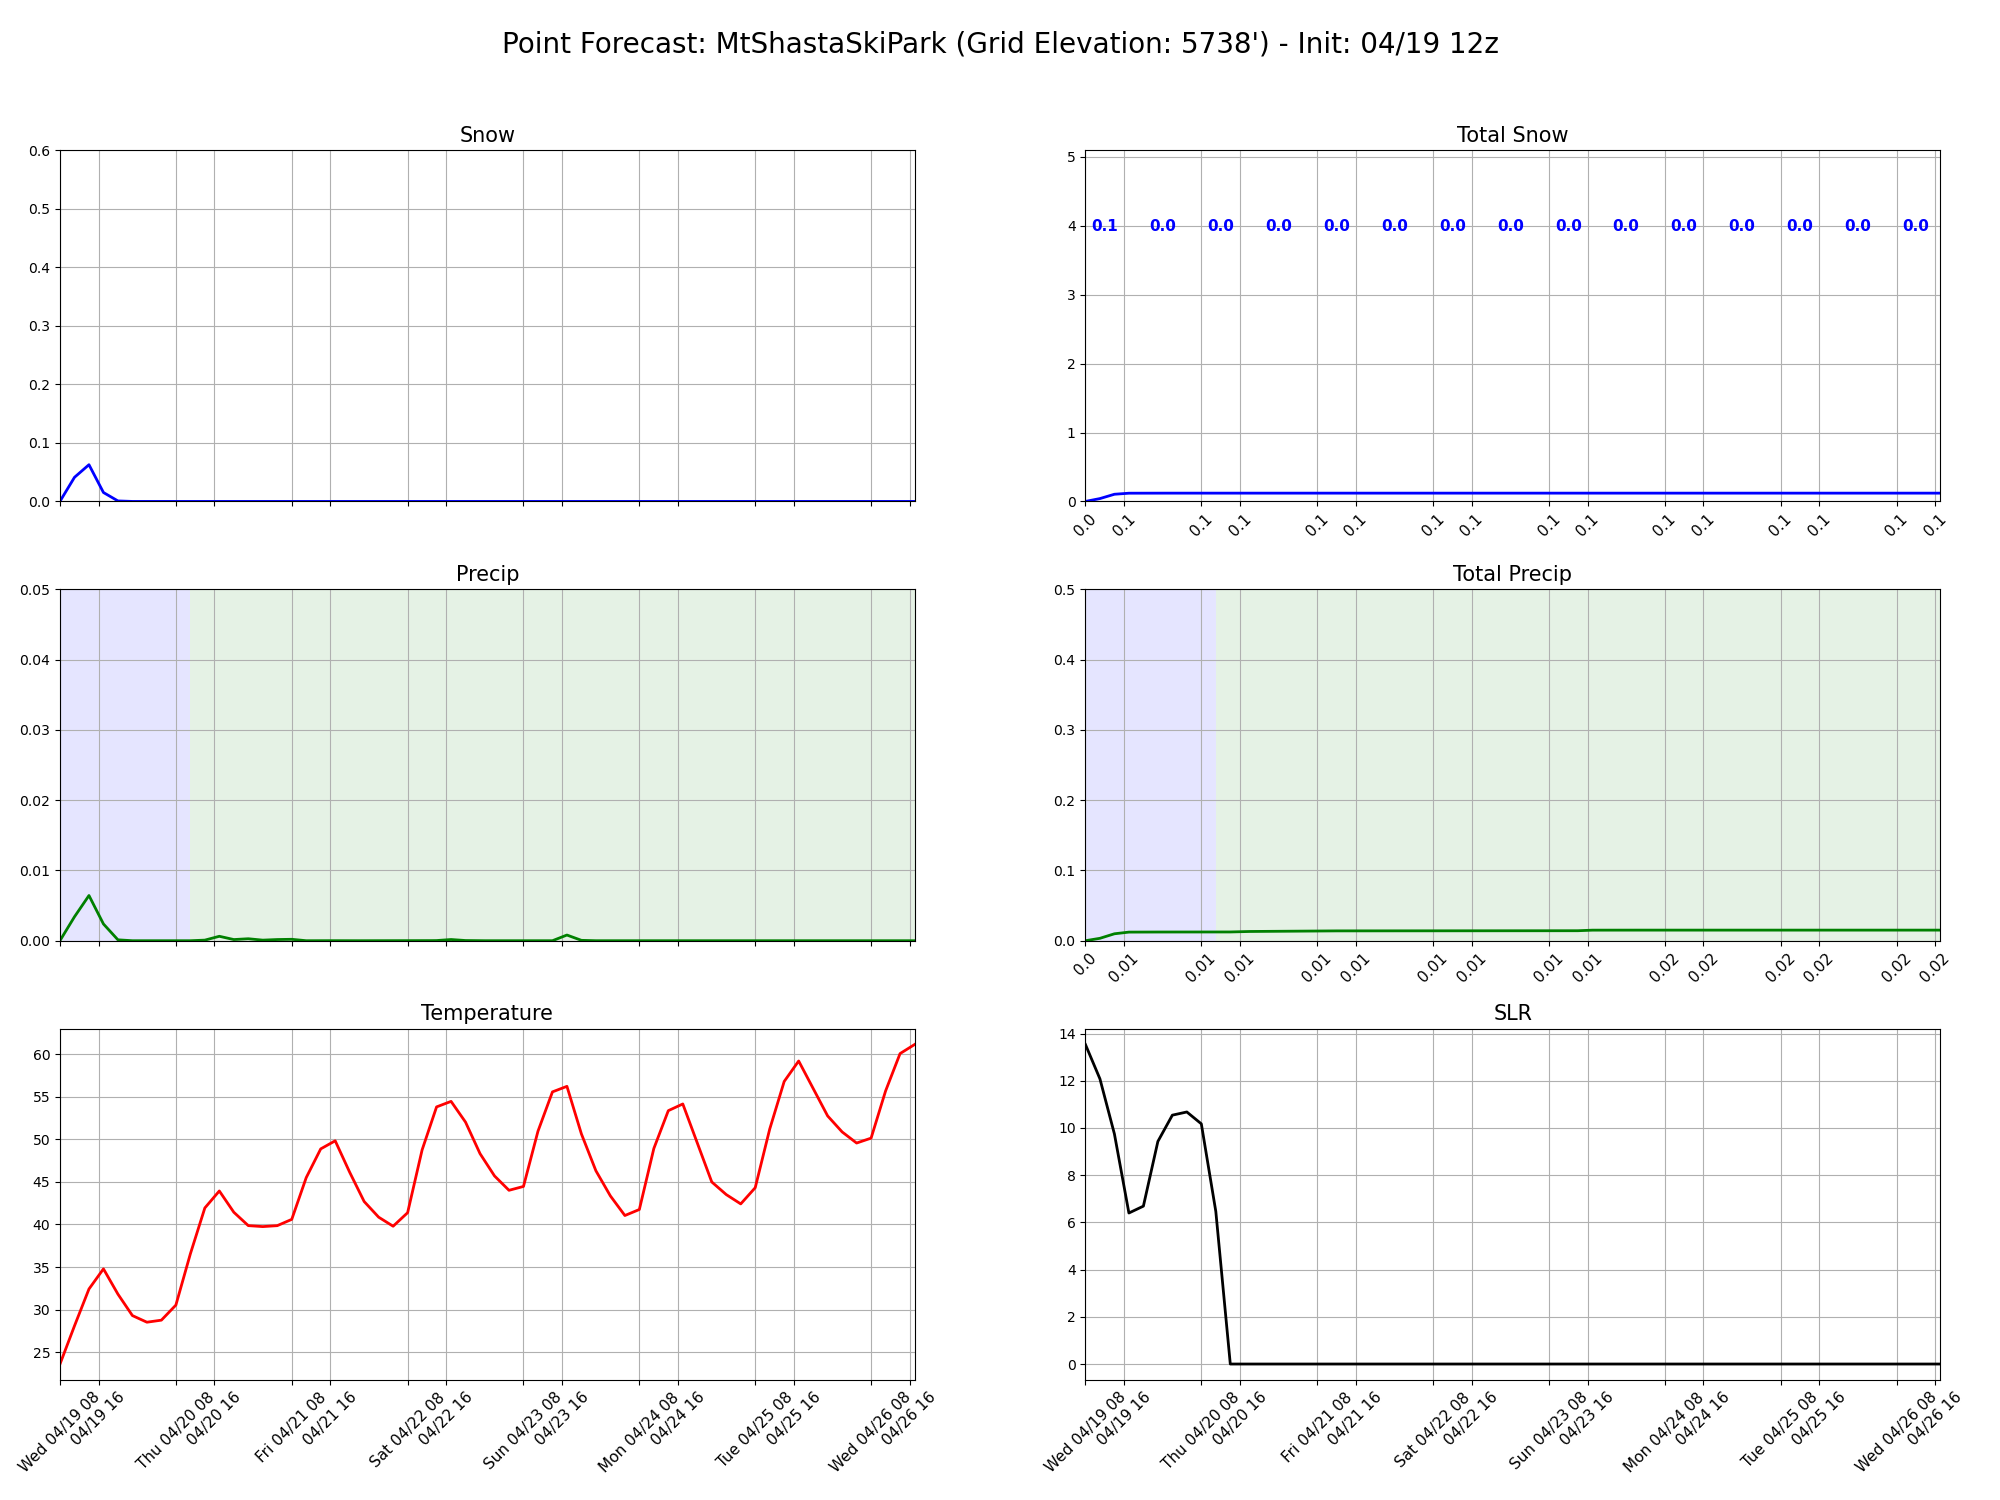 Point Forecast: MtShastaSkiPark (Grid Elevation: 5738') - Init: 04/19 12z
Snow
0.6
0.5
0.4
0.3
0.2
0.1
0.0
Total Snow
5
4
3
2
1
0
0.1 0.0 0.0 0.0 0.0 0.0 0.0 0.0 0.0 0.0 0.0 0.0 0.0 0.0 0.0
0.0 0.1 0.1 0.1 0.1 0.1 0.1 0.1 0.1 0.1 0.1 0.1 0.1 0.1 0.1 0.1
Precip
0.05
0.04
0.03
0.02
0.01
0.00
Total Precip
0.5
0.4
0.3
0.2
0.1
0.0
0.0 0.01 0.01 0.01 0.01 0.01 0.01 0.01 0.01 0.01 0.02 0.02 0.02 0.02 0.02 0.02
Temperature
60
55
50
45
40
35
30
25
Wed 04/19 08
04/19 16
Thu 04/20 08
04/20 16
Fri 04/21 08
04/21 16
Sat 04/22 08
04/22 16
Sun 04/23 08
04/23 16
Mon 04/24 08
04/24 16
Tue 04/25 08
04/25 16
Wed 04/26 08
04/26 16
SLR
14
12
10
8
6
4
2
0
Wed 04/19 08
04/19 16
Thu 04/20 08
04/20 16
Fri 04/21 08
04/21 16
Sat 04/22 08
04/22 16
Sun 04/23 08
04/23 16
Mon 04/24 08
04/24 16
Tue 04/25 08
04/25 16
Wed 04/26 08
04/26 16